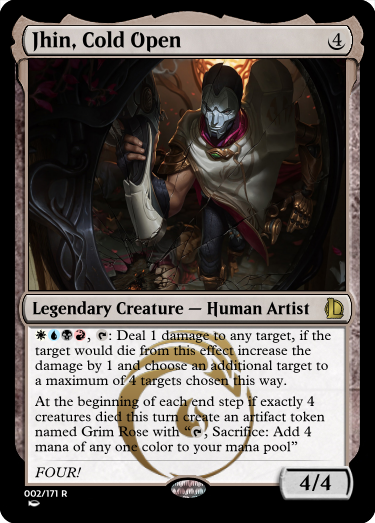 Jhin, Cold Open 4
Legendary Creature — Human Artist
: Deal 1 damage to any target, if the
target would die from this effect increase the
damage by 1 and choose an additional target to
a maximum of 4 targets chosen this way.
At the beginning of each end step if exactly 4
creatures died this turn create an artifact token
named Grim Rose with “ , Sacrifice: Add 4
mana of any one color to your mana pool”
FOUR!
4/4
002/171 R